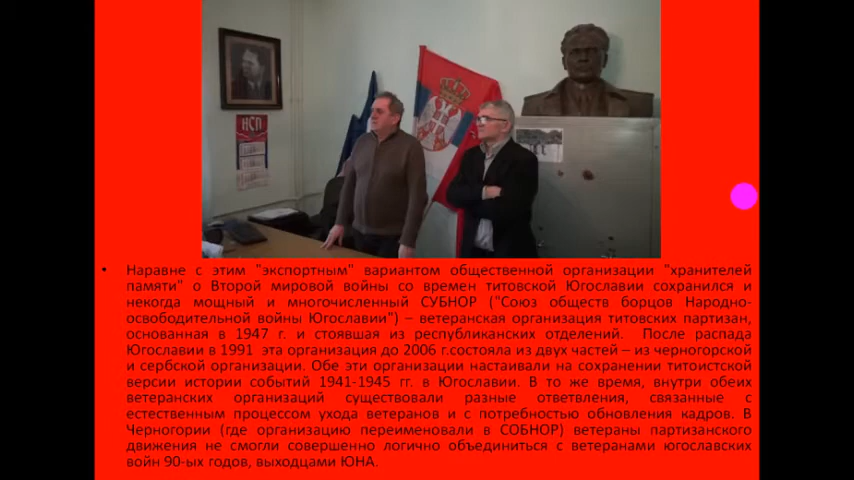 НСП
• Наравне с этим "экспортным" вариантом общественной организации "хранителей
памяти" о Второй мировой войны со времен титовской Югославии сохранился и
некогда мощный и многочисленный СУБНОР ("Союз обществ борцов Народно-
освободительной войны Югославии") – ветеранская организация титовских партизан,
основанная в 1947 г. и стоявшая из республиканских отделений. После распада
Югославии в 1991 эта организация до 2006 г.состояла из двух частей – из черногорской
и сербской организации. Обе эти организации настаивали на сохранении титоистской
версии истории событий 1941-1945 гг. в Югославии. В то же время, внутри обеих
ветеранских организаций существовали разные ответвления, связанные с
естественным процессом ухода ветеранов и с потребностью обновления кадров. В
Черногории (где организацию переименовали в СОБНОР) ветераны партизанского
движения не смогли совершенно логично объединиться с ветеранами югославских
войн 90-ых годов, выходцами ЮНА.